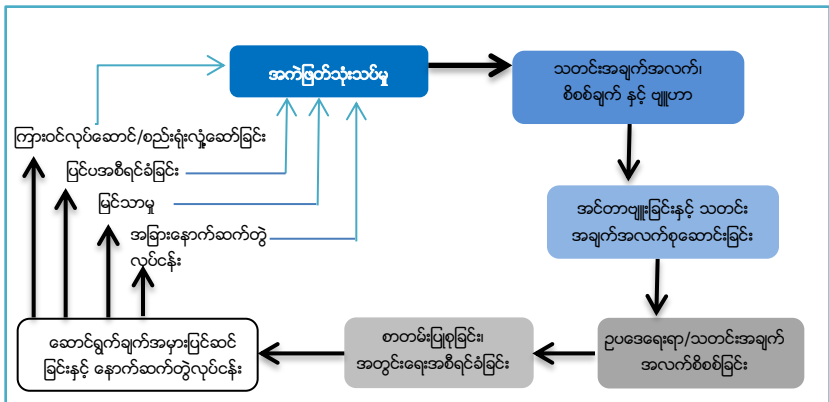 အကဲဖြတ်သုံးသပ်မှု
သတင်းအချက်အလက်၊
စိစစ်ချက် နှင့် ဗျူဟာ
ကြားဝင်လုပ်ဆောင်/စည်းရုံးလှုံ့ဆော်ခြင်း
ပြင်ပအစီရင်ခံခြင်း
မြင်သာမှု
အခြားနောက်ဆက်တွဲ
လုပ်ငန်း
အင်တာဗျူးခြင်းနှင့် သတင်း
အချက်အလက်စုဆောင်းခြင်း
ဆောင်ရွက်ချက်အမှားပြင်ဆင်
ခြင်းနှင့် နောက်ဆက်တွဲလုပ်ငန်း
စာတမ်းပြုစုခြင်း၊
အတွင်းရေးအစီရင်ခံခြင်း
ဥပဒေရေးရာ/သတင်းအချက်
အလက်စိစစ်ခြင်း